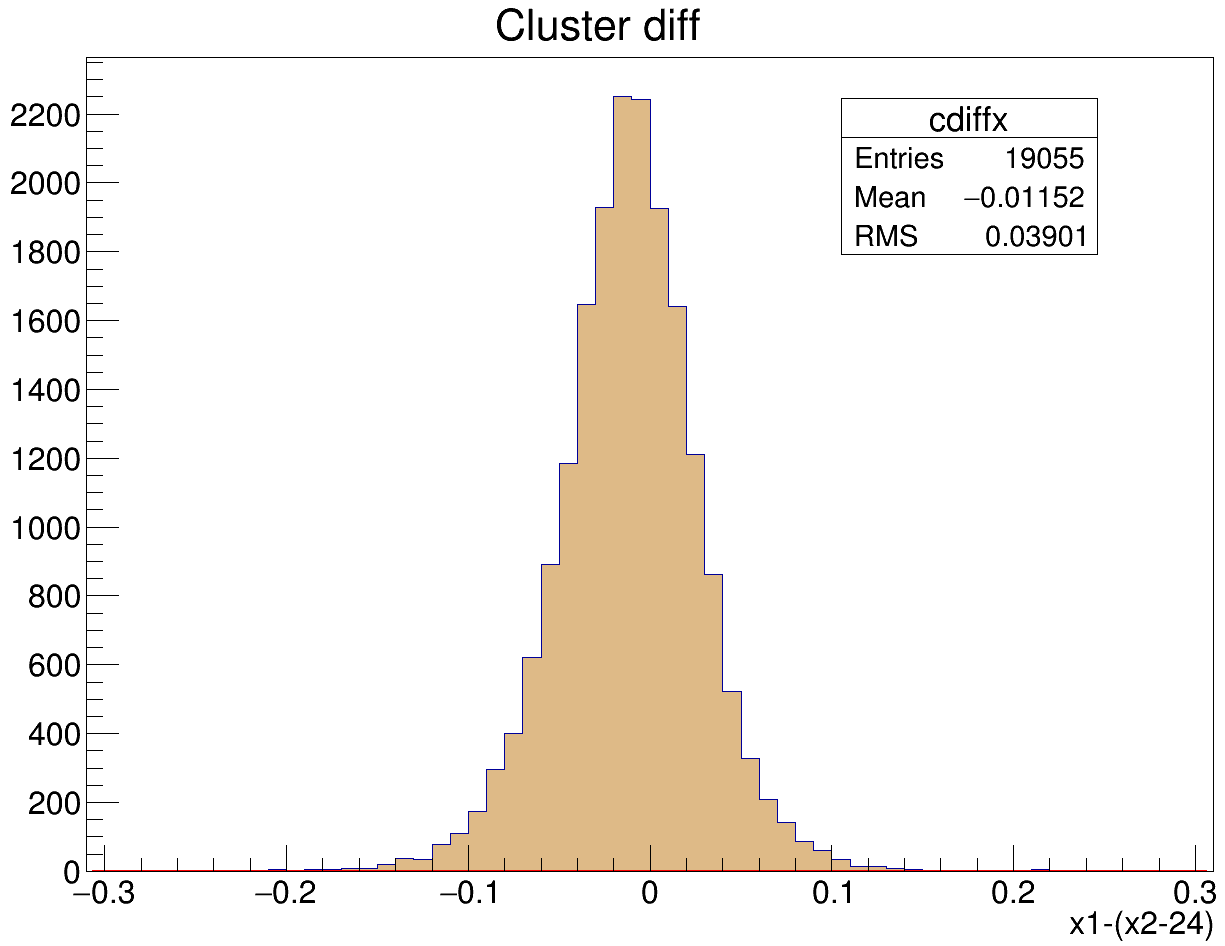 Cluster diff
cdiffx
Entries 19055
Mean −0.01152
RMS 0.03901
2200
2000
1800
1600
1400
1200
1000
800
600
400
200
0
−0.3 −0.2 −0.1 0 0.1 0.2 0.3
x1-(x2-24)